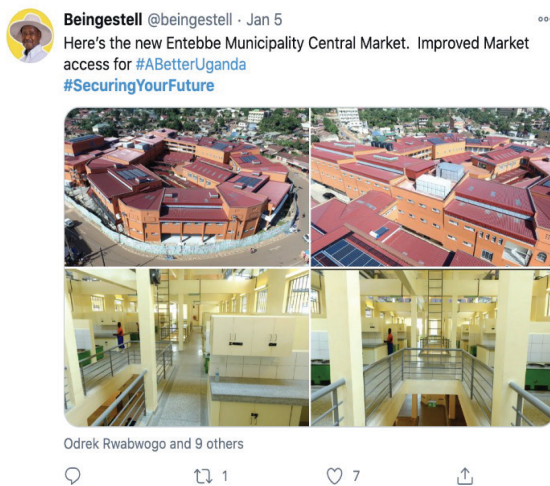 Beingestell @beingestell · Jan 5
Here's the new Entebbe Municipality Central Market. Improved Market
access for #ABetterUganda
#SecuringYourFuture
Odrek Rwabwogo and 9 others
1 7